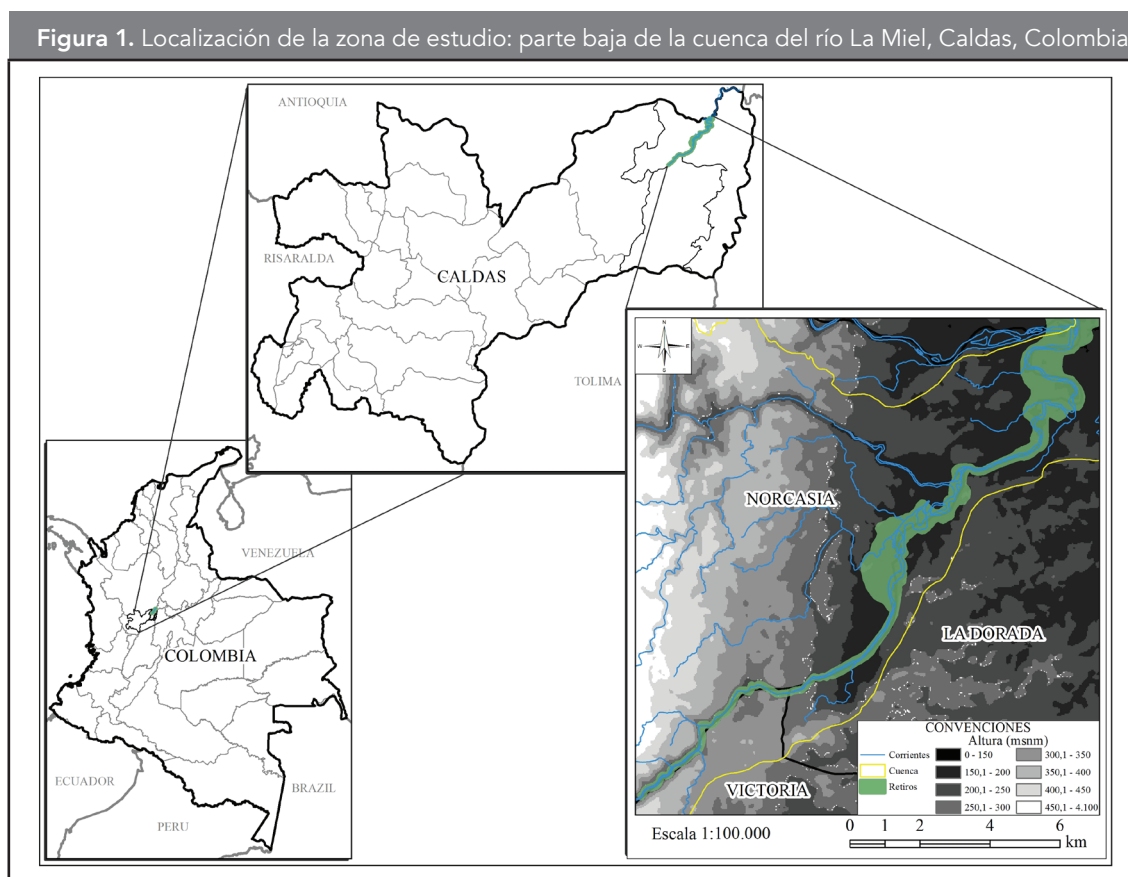 Figura 1. Localización de la zona de estudio: parte baja de la cuenca del río La Miel, Caldas, Colombia
ANTIOQUIA
RISARALDA
CALDAS
TOLIMA
VENEZUELA
COLOMBIA
ECUADOR
BRAZIL
PERU
N
W E
S
NORCASIA
LA DORADA
VICTORIA
CONVENCIONES
Altura (msnm)
Corrientes
Cuenca
Retiros
0 - 150
150,1 - 200
200,1 - 250
250,1 - 300
300,1 - 350
350,1 - 400
400,1 - 450
450,1 - 4.100
Escala 1:100.000
0 1 2 4 6
km